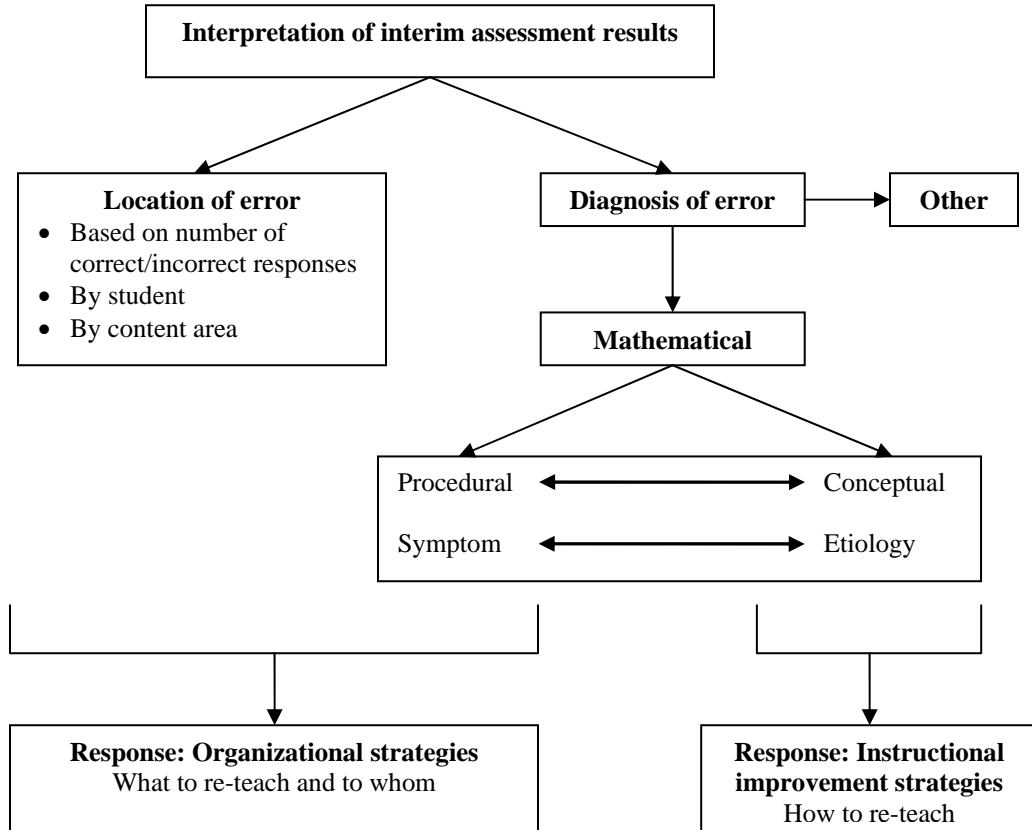 Interpretation of interim assessment results
Location of error
• Based on number of
correct/incorrect responses
• By student
• By content area
Diagnosis of error
Other
Mathematical
Procedural
Conceptual
Symptom
Etiology
Response: Organizational strategies
What to re-teach and to whom
Response: Instructional
improvement strategies
How to re-teach